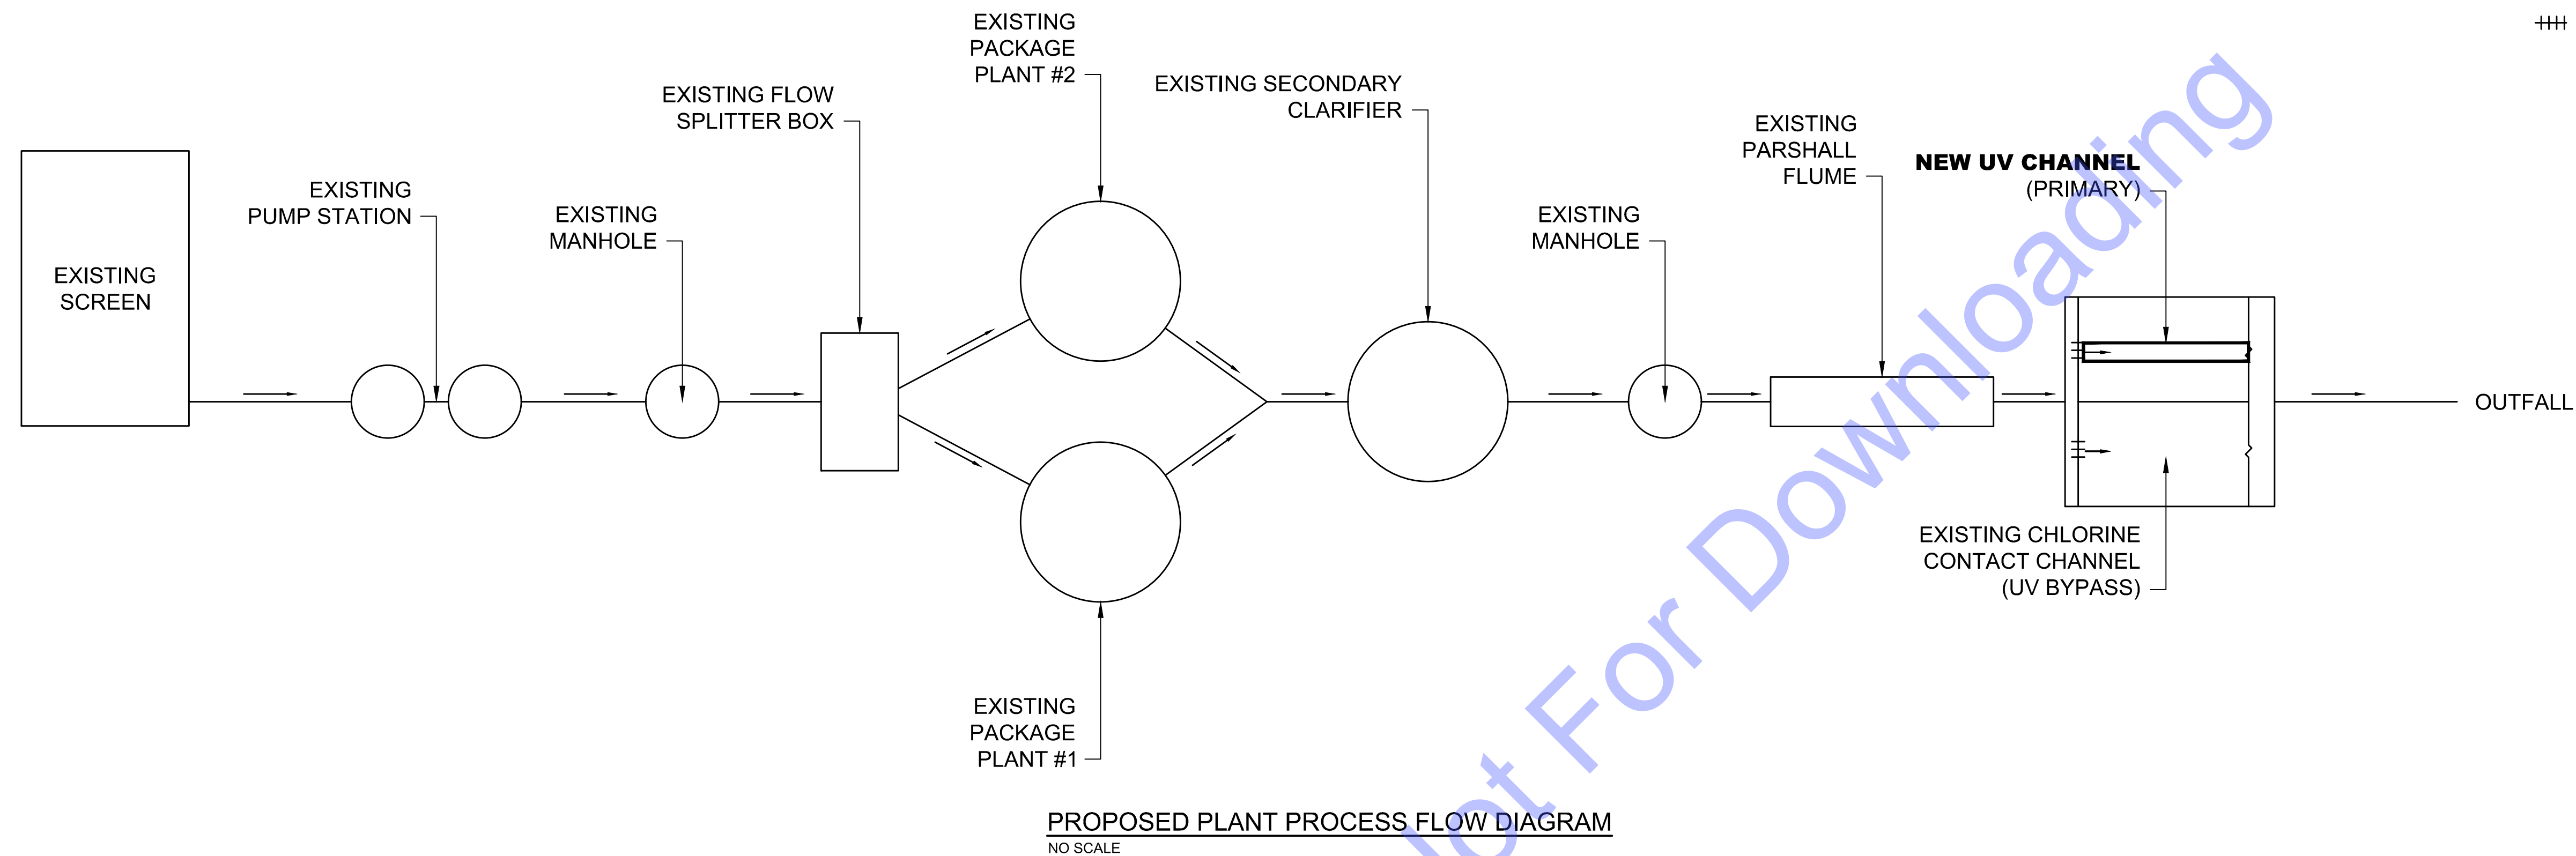 EXISTING
SCREEN
EXISTING
PUMP STATION
EXISTING
MANHOLE
EXISTING FLOW
SPLITTER BOX
EXISTING
PACKAGE
PLANT #2
EXISTING
PACKAGE
PLANT #1
EXISTING SECONDARY
CLARIFIER
EXISTING
MANHOLE
EXISTING
PARSHALL
FLUME
NEW UV CHANNEL
(PRIMARY)
EXISTING CHLORINE
CONTACT CHANNEL
(UV BYPASS)
OUTFALL
PROPOSED PLANT PROCESS FLOW DIAGRAM
NO SCALE
Not For Downloading